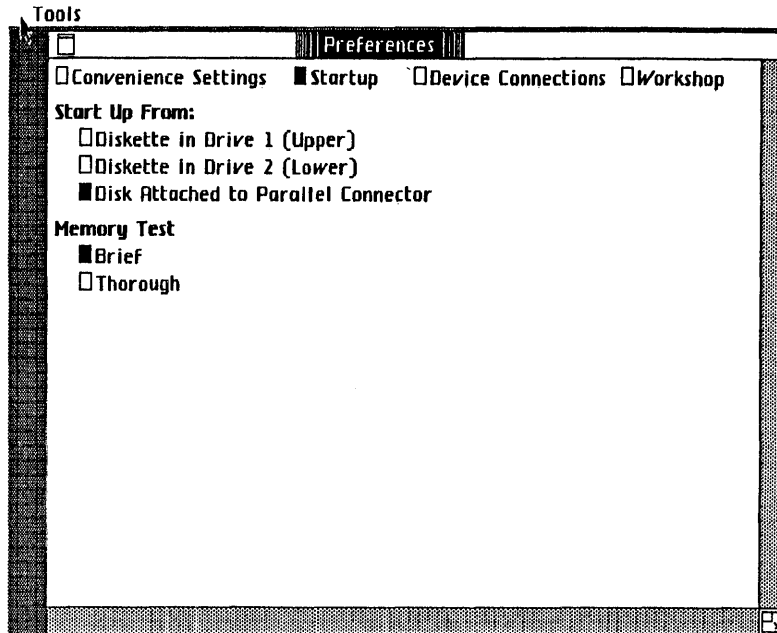 Tools
Preferences
Convenience Settings Startup Device Connections Workshop
Start Up From:
Diskette in Drive 1 (Upper)
Diskette in Drive 2 (Lower)
Disk Attached to Parallel Connector
Memory Test
Brief
Thorough